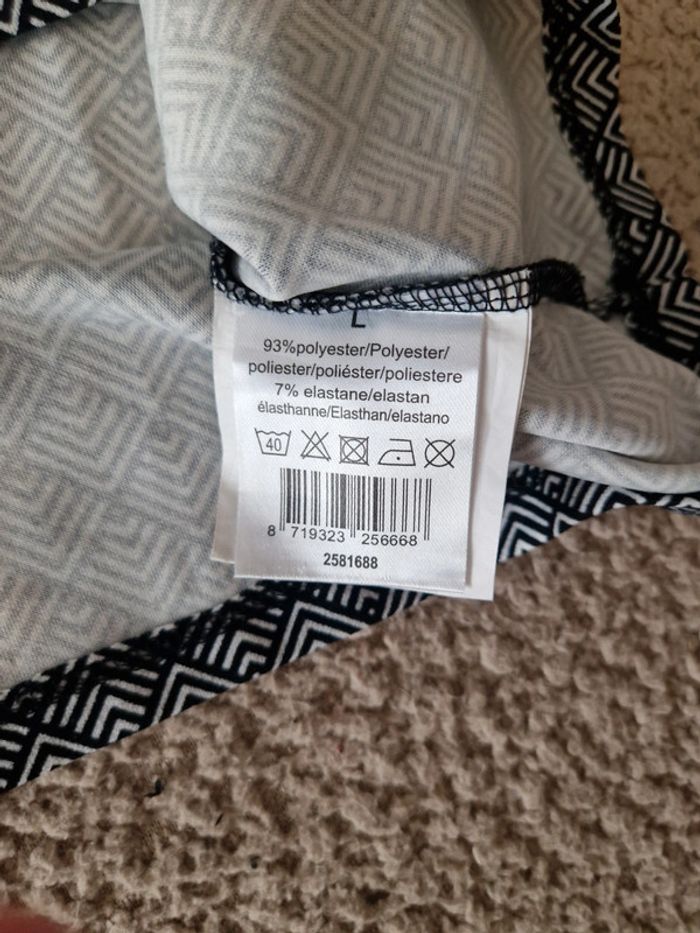 L
93%polyester/Polyester/
poliester/poliéster/poliestere
7% elastane/elastan
élasthanne/Elasthan/elastano
40
8 719323 256668
2581688